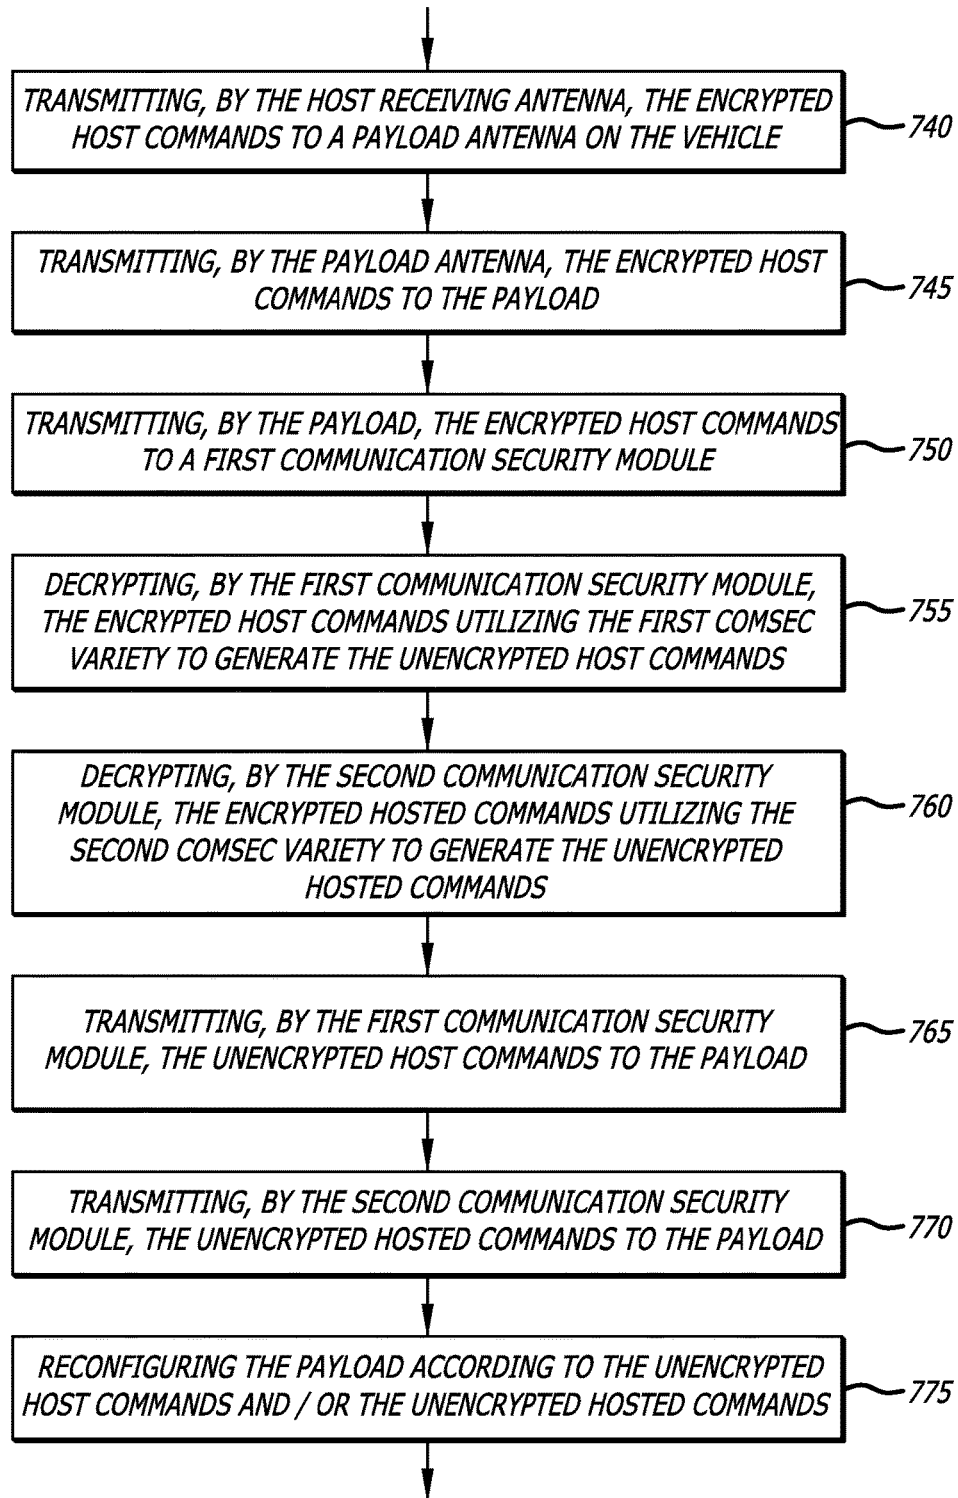 TRANSMITTING, BY THE HOST RECEIVING ANTENNA, THE ENCRYPTED
HOST COMMANDS TO A PAYLOAD ANTENNA ON THE VEHICLE
740
TRANSMITTING, BY THE PAYLOAD ANTENNA, THE ENCRYPTED HOST
COMMANDS TO THE PAYLOAD
745
TRANSMITTING, BY THE PAYLOAD, THE ENCRYPTED HOST COMMANDS
TO A FIRST COMMUNICATION SECURITY MODULE
750
DECRYPTING, BY THE FIRST COMMUNICATION SECURITY MODULE,
THE ENCRYPTED HOST COMMANDS UTILIZING THE FIRST COMSEC
VARIETY TO GENERATE THE UNENCRYPTED HOST COMMANDS
755
DECRYPTING, BY THE SECOND COMMUNICATION SECURITY
MODULE, THE ENCRYPTED HOSTED COMMANDS UTILIZING THE
SECOND COMSEC VARIETY TO GENERATE THE UNENCRYPTED
HOSTED COMMANDS
760
TRANSMITTING, BY THE FIRST COMMUNICATION SECURITY
MODULE, THE UNENCRYPTED HOST COMMANDS TO THE PAYLOAD
765
TRANSMITTING, BY THE SECOND COMMUNICATION SECURITY
MODULE, THE UNENCRYPTED HOSTED COMMANDS TO THE PAYLOAD
770
RECONFIGURING THE PAYLOAD ACCORDING TO THE UNENCRYPTED
HOST COMMANDS AND / OR THE UNENCRYPTED HOSTED COMMANDS
775